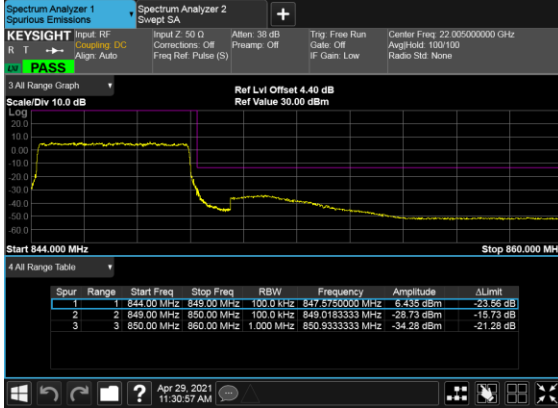 Spectrum Analyzer 1
Spurious Emissions
Spectrum Analyzer 2
Swept SA
KEYSIGHT
R T
LXI
PASS
Input: RF
Coupling: DC
Align: Auto
Input Z: 50 Ω
Corrections: Off
Freq Ref: Pulse (S)
Atten: 38 dB
Preamp: Off
Trig: Free Run
Gate: Off
IF Gain: Low
Center Freq: 22.005000000 GHz
Avg|Hold: 100/100
Radio Std: None
3 All Range Graph
Scale/Div 10.0 dB
Ref Lvl Offset 4.40 dB
Ref Value 30.00 dBm
Log
20.0
10.0
0.00
-10.0
-20.0
-30.0
-40.0
-50.0
-60.0
Start 844.000 MHz
Stop 860.000 MH
4 All Range Table
Spur Range Start Freq Stop Freq RBW Frequency Amplitude ΔLimit
1 1 844.00 MHz 849.00 MHz 100.0 kHz 847.5750000 MHz 6.435 dBm -23.56 dB
2 2 849.00 MHz 850.00 MHz 100.0 kHz 849.0183333 MHz -28.73 dBm -15.73 dB
3 3 850.00 MHz 860.00 MHz 1.000 MHz 850.9333333 MHz -34.28 dBm -21.28 dB
?
Apr 29, 2021
11:30:57 AM